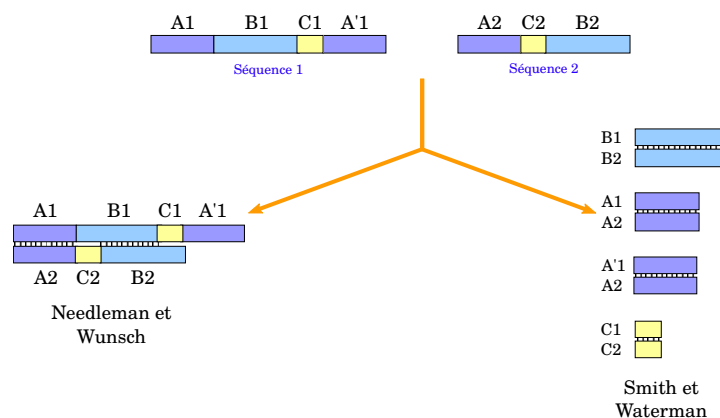 A1 B1 C1 A'1
A2 C2 B2
Séquence 1
Séquence 2
B1
B2
A1
A2
A'1
A2
C1
C2
A1 B1 C1 A'1
A2 C2 B2
Needleman et
Wunsch
Smith et
Waterman